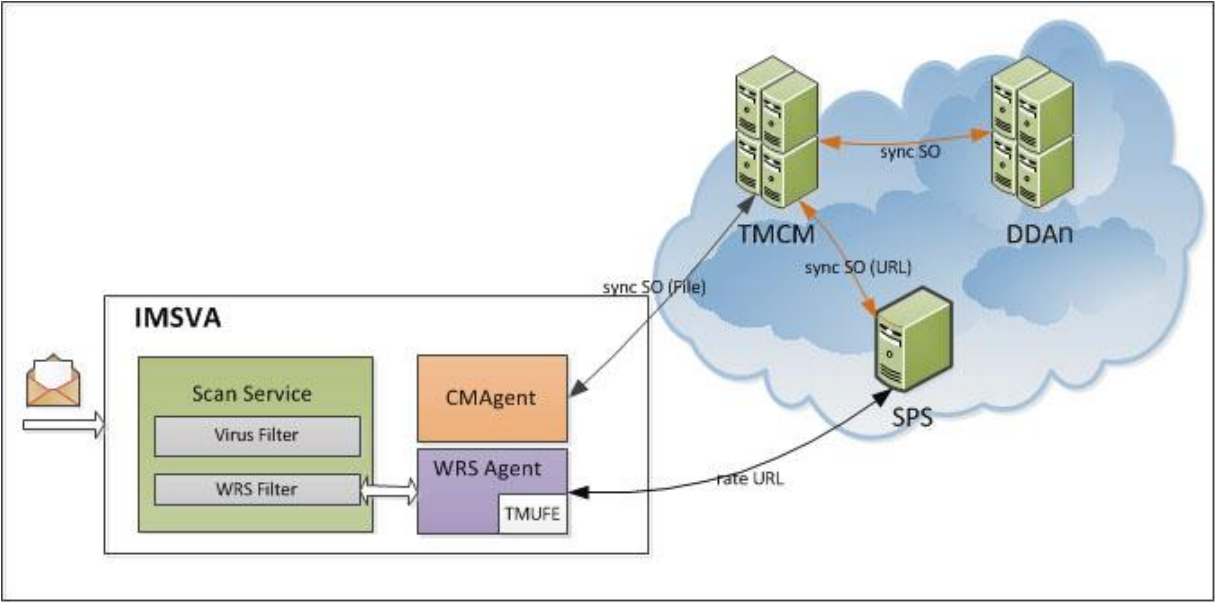 sync SO
TMCM
DDAn
sync SO (URL)
sync SO (File)
IMSVA
Scan Service
CMAgent
SPS
Virus Filter
WRS Agent
rate URL
WRS Filter
TMUFE